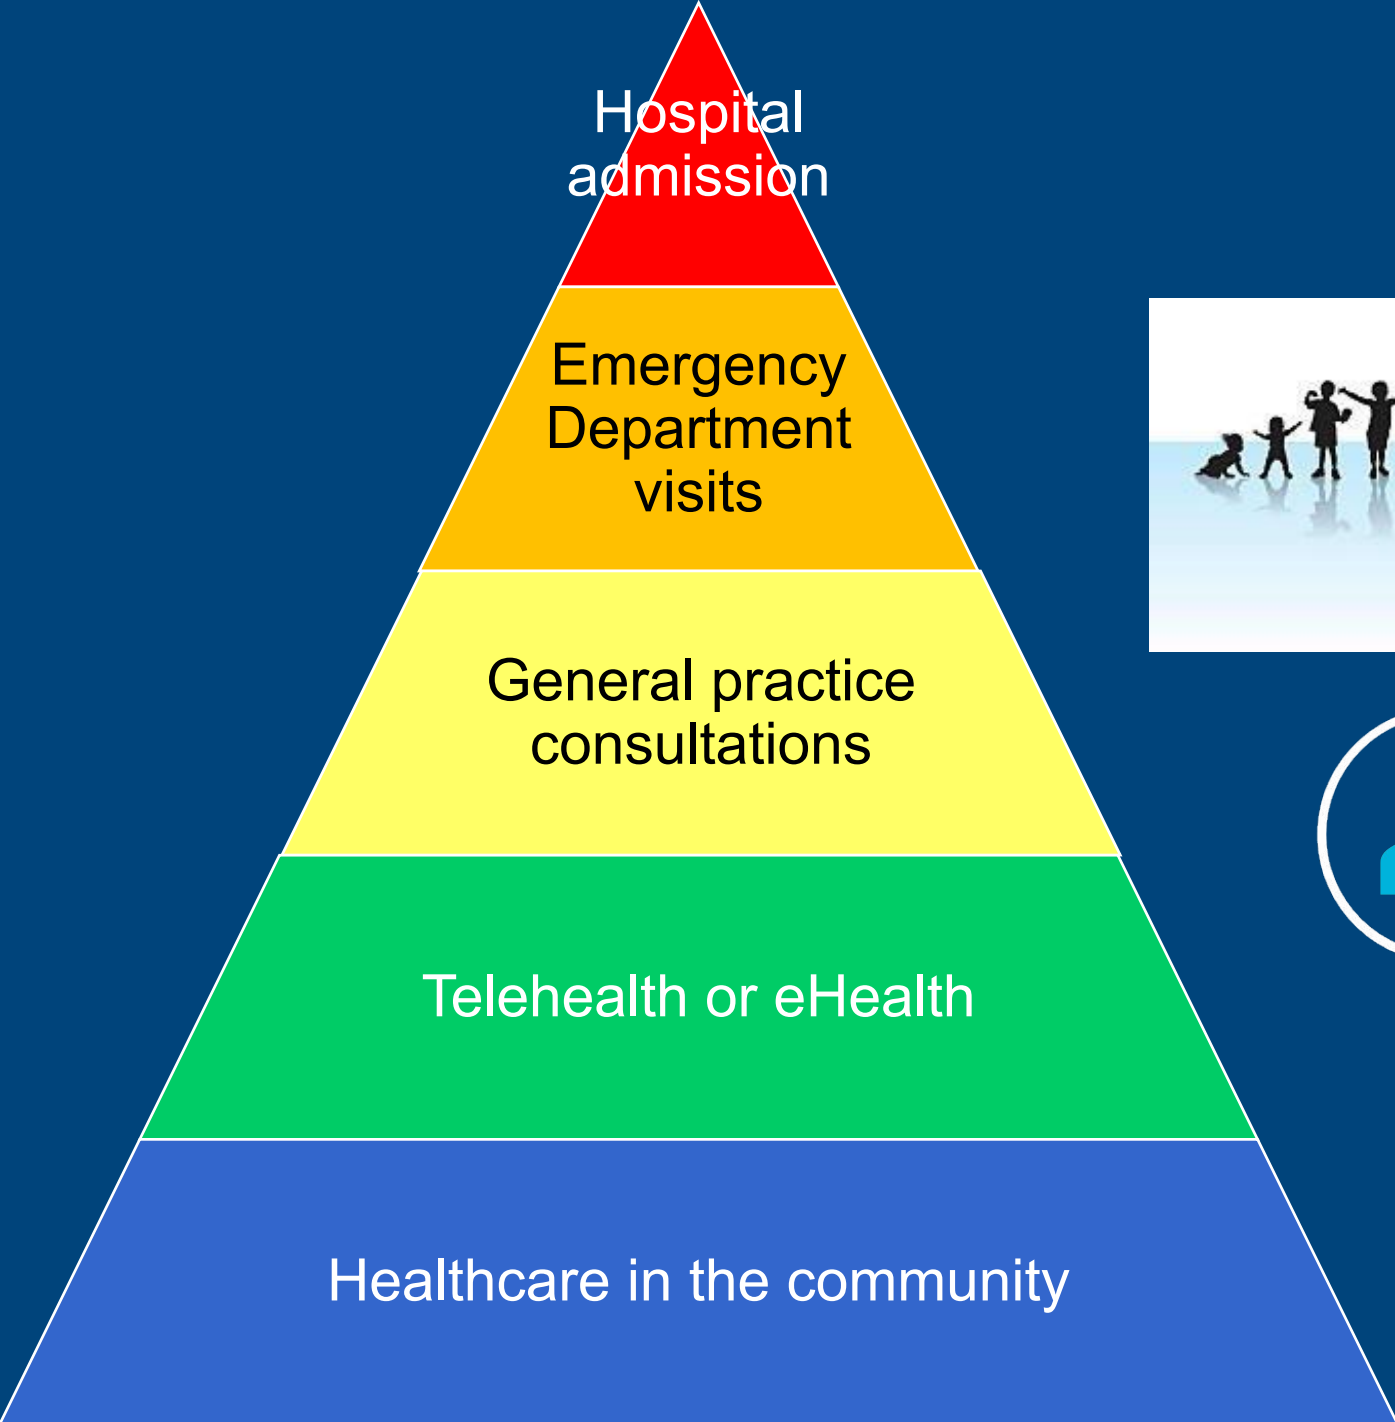 Hospital
admission
Emergency
Department
visits
General practice
consultations
Telehealth or eHealth
Healthcare in the community